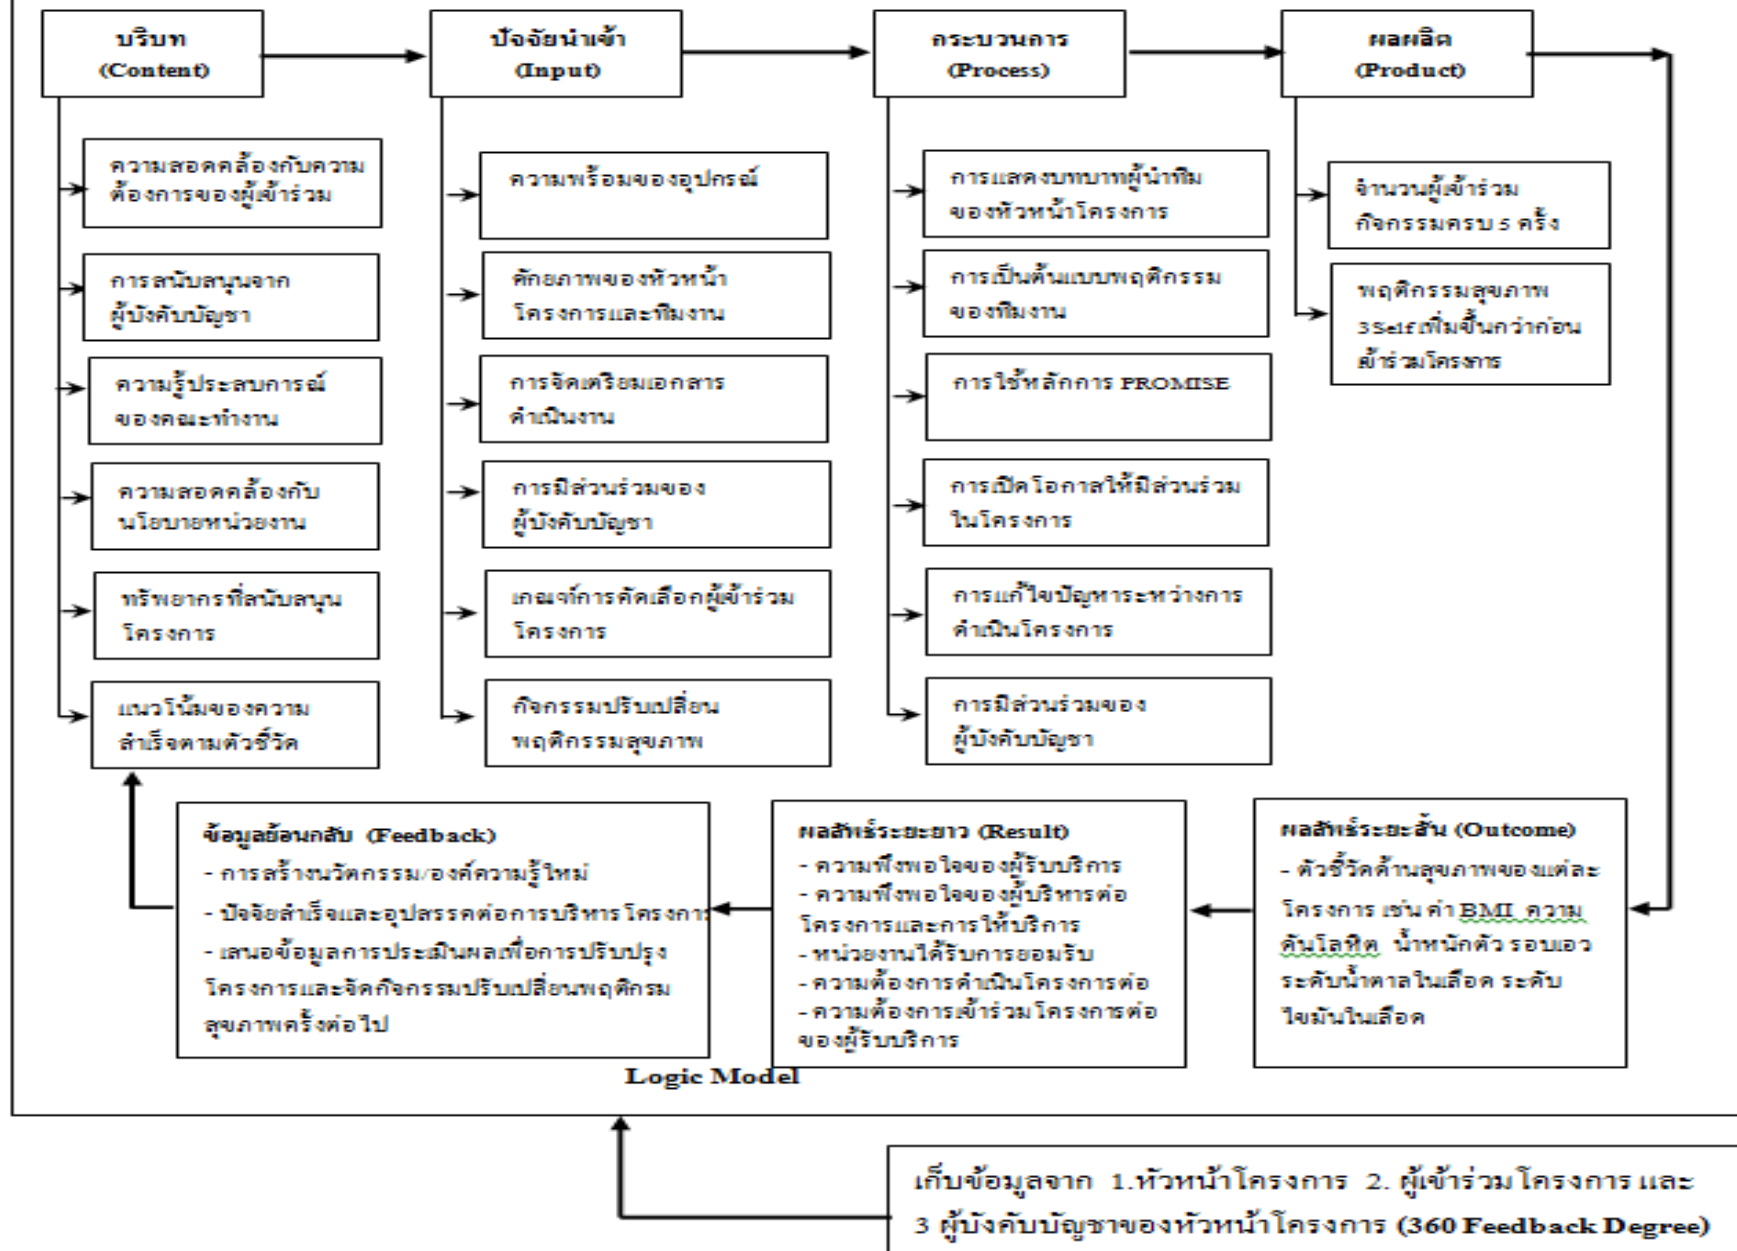 บริบท
(Content)
ปัจจัยนำเข้า
(Input)
กระบวนการ
(Process)
ผลผลิต
(Product)
ความสอดคล้องกับความ
ต้องการของผู้เข้าร่วม
การสนับสนุนจาก
ผู้บังคับบัญชา
ความรู้ประสบการณ์
ของคณะทำงาน
ความสอดคล้องกับ
นโยบายหน่วยงาน
ทรัพยากรที่สนับสนุน
โครงการ
แนวโน้มของความ
สำเร็จตามตัวชี้วัด
ความพร้อมของอุปกรณ์
ศักยภาพของหัวหน้า
โครงการและทีมงาน
การจัดเตรียมเอกสาร
ดำเนินงาน
การมีส่วนร่วมของ
ผู้บังคับบัญชา
เกณฑ์การคัดเลือกผู้เข้าร่วม
โครงการ
กิจกรรมปรับเปลี่ยน
พฤติกรรมสุขภาพ
การแสดงบทบาทผู้นำทีม
ของหัวหน้าโครงการ
การเป็นต้นแบบพฤติกรรม
ของทีมงาน
การใช้หลักการ PROMISE
การเปิดโอกาสให้มีส่วนร่วม
ในโครงการ
การแก้ไขปัญหาระหว่างการ
ดำเนินโครงการ
การมีส่วนร่วมของ
ผู้บังคับบัญชา
จำนวนผู้เข้าร่วม
กิจกรรมครบ 5 ครั้ง
พฤติกรรมสุขภาพ
3Self เพิ่มขึ้นกว่าก่อน
เข้าร่วมโครงการ
ข้อมูลย้อนกลับ (Feedback)
- การสร้างนวัตกรรม/องค์ความรู้ใหม่
- ปัจจัยสำเร็จและอุปสรรคต่อการบริหารโครงการ
- เสนอข้อมูลการประเมินผลเพื่อการปรับปรุง
โครงการและจัดกิจกรรมปรับเปลี่ยนพฤติกรม
สุขภาพครั้งต่อไป
ผลลัพธ์ระยะยาว (Result)
- ความพึงพอใจของผู้รับบริการ
- ความพึงพอใจของผู้บริหารต่อ
โครงการและการให้บริการ
- หน่วยงานได้รับการยอมรับ
- ความต้องการดำเนินโครงการต่อ
- ความต้องการเข้าร่วมโครงการต่อ
ของผู้รับบริการ
ผลลัพธ์ระยะสั้น (Outcome)
- ตัวชี้วัดด้านสุขภาพของแต่ละ
โครงการ เช่น ค่า BMI ความ
ดันโลหิต น้ำหนักตัว รอบเอว
ระดับน้ำตาลในเลือด ระดับ
ไขมันในเลือด
Logic Model
เก็บข้อมูลจาก 1.หัวหน้าโครงการ 2. ผู้เข้าร่วมโครงการ และ
3 ผู้บังคับบัญชาของหัวหน้าโครงการ (360 Feedback Degree)